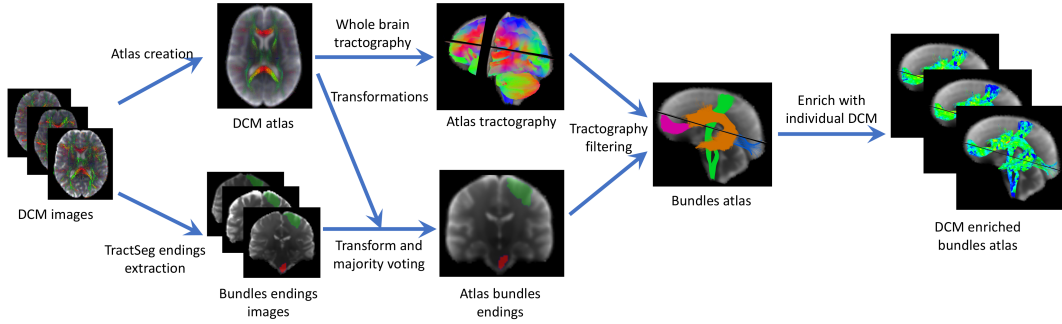 Atlas creation
Whole brain
tractography
DCM atlas
Transformations
Atlas tractography
DCM images
TractSeg endings
extraction
Bundles endings
images
Transform and
majority voting
Atlas bundles
endings
Tractography
filtering
Bundles atlas
Enrich with
individual DCM
DCM enriched
bundles atlas